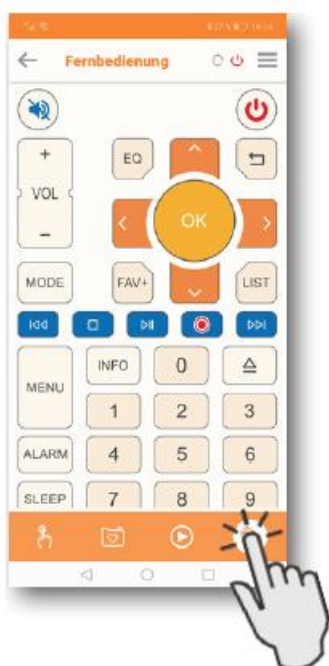 Fernbedienung
+
EQ
VOL
OK
−
MODE
FAV+
LIST
INFO
0
MENU
1
2
3
ALARM
4
5
6
SLEEP
7
8
9